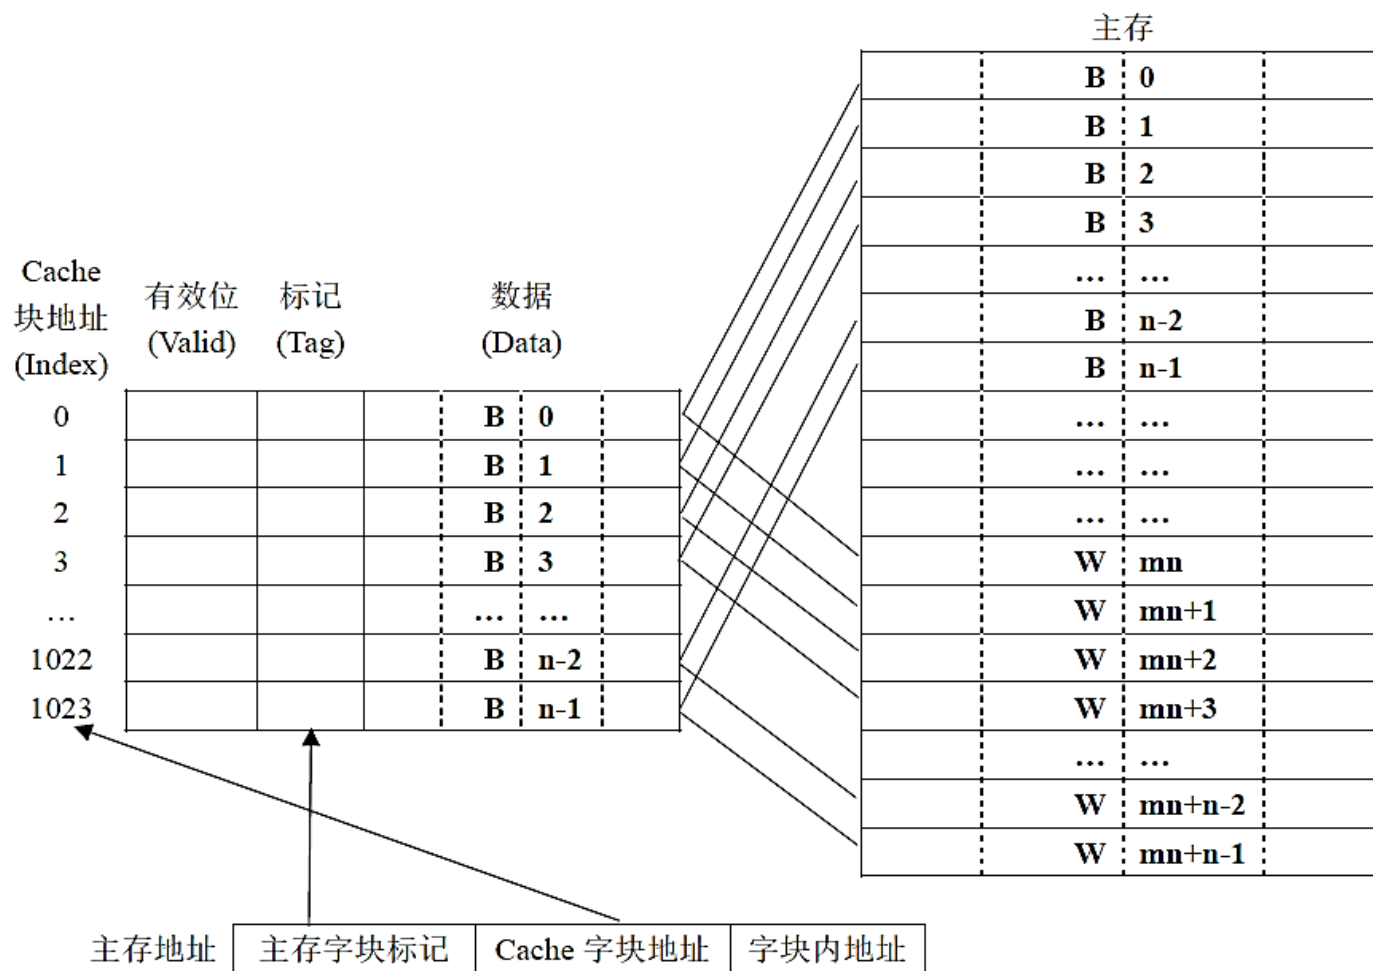 主存
B 0
B 1
B 2
B 3
... ...
B n-2
B n-1
... ...
... ...
... ...
W mn
W mn+1
W mn+2
W mn+3
... ...
W mn+n-2
W mn+n-1
Cache
块地址
(Index)
有效位
(Valid)
标记
(Tag)
数据
(Data)
0 B 0
1 B 1
2 B 2
3 B 3
... ... ...
1022 B n-2
1023 B n-1
主存地址 主存字块标记 Cache 字块地址 字块内地址